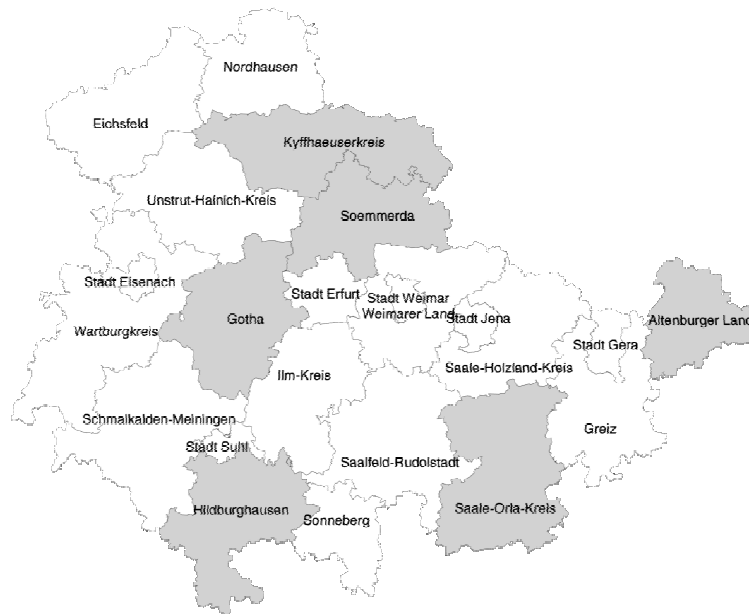 Nordhausen
Eichsfeld
Kyffhaeuserkreis
Unstrut-Hainich-Kreis
Soemmerda
Stadt Eisenach
Stadt Erfurt
Stadt Weimar
Weimarer Land
Gotha
Stadt Jena
Altenburger Land
Wartburgkreis
Stadt Gera
Ilm-Kreis
Saale-Holzland-Kreis
Schmalkalden-Meiningen
Greiz
Stadt Suhl
Saalfeld-Rudolstadt
Hildburghausen
Sonneberg
Saale-Orla-Kreis